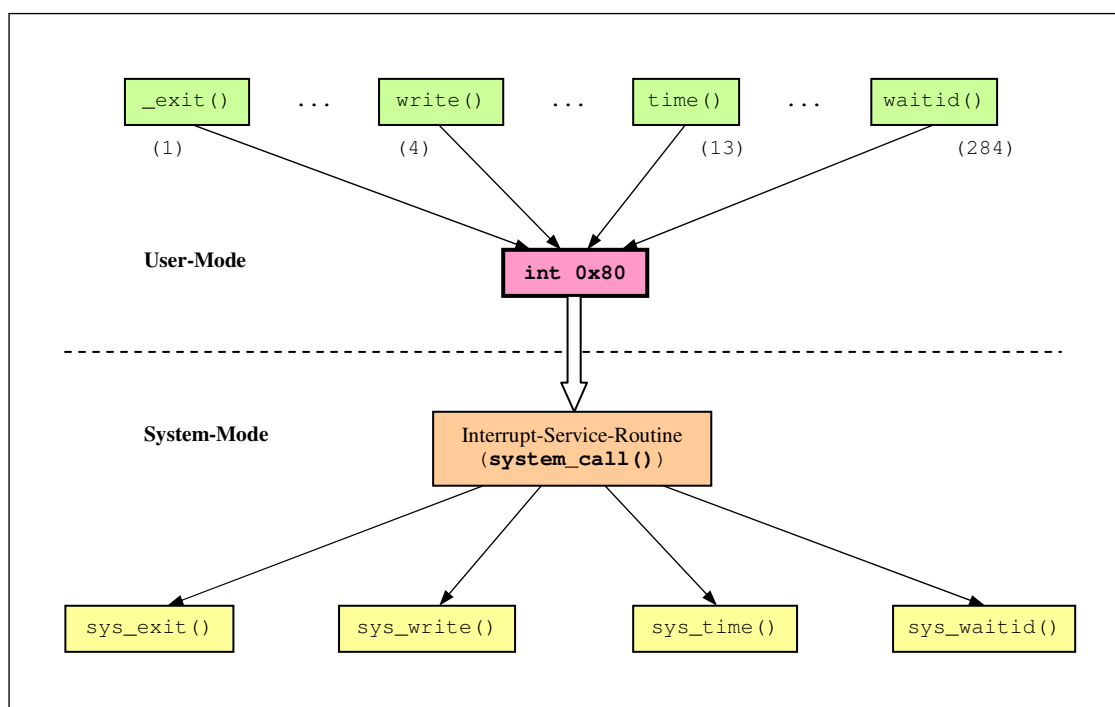 _exit() ... write() ... time() ... waitid()
(1) (4) (13) (284)
User-Mode
int 0x80
System-Mode
Interrupt-Service-Routine
(system_call())
sys_exit() sys_write() sys_time() sys_waitid()